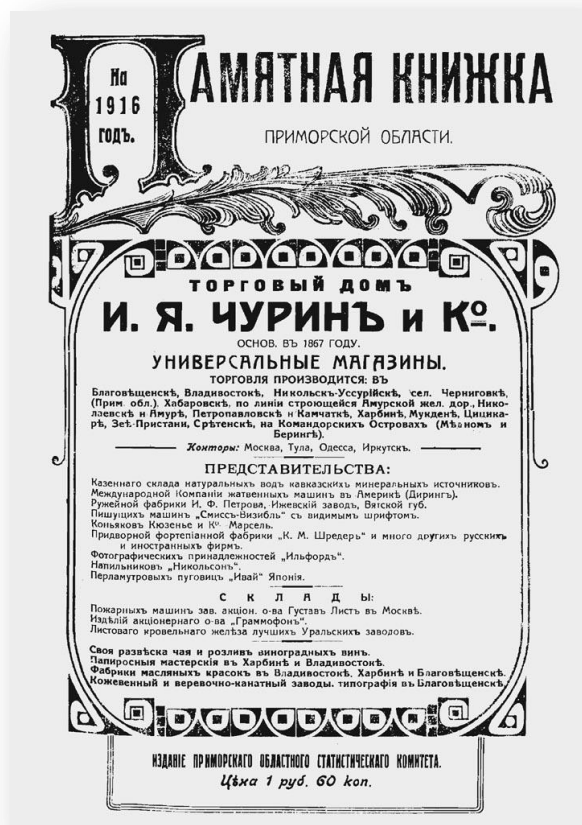 На
1916
годъ.
ПАМЯТНАЯ КНИЖКА
ПРИМОРСКОЙ ОБЛАСТИ.
ТОРГОВЫЙ ДОМЪ
И. Я. ЧУРИНЪ и Ко.
ОСНОВ. ВЪ 1867 ГОДУ.
УНИВЕРСАЛЬНЫЕ МАГАЗИНЫ.
ТОРГОВЛЯ ПРОИЗВОДИТСЯ: ВЪ
Благовѣщенскѣ, Владивостокѣ, Никольскъ-Уссурійскѣ, сел. Черниговкѣ,
(Прим. обл.). Хабаровскѣ, по линіи строющейся Амурской жел. дор., Нико-
лаевскѣ н Амурѣ, Петропавловскѣ н Камчаткѣ, Харбинѣ, Мукденѣ, Цицика-
рѣ, Зеѣ-Пристани, Срѣтенскѣ, на Командорскихъ Островахъ (Мѣдномъ и
Берингѣ).
Конторы: Москва, Тула, Одесса, Иркутскъ.
ПРЕДСТАВИТЕЛЬСТВА:
Казеннаго склада натуральныхъ водъ кавказскихъ минеральныхъ источниковъ.
Международной Компаніи жатвенныхъ машинъ въ Америкѣ (Дирингъ).
Ружейной фабрики И. Ф. Петрова, Ижевскій заводъ, Вятской губ.
Пишущихъ машинъ „Смиссъ-Визибль“ съ видимымъ шрифтомъ.
Коньяковъ Кюзенье и Ко Марсель.
Придворной фортепіанной фабрики „К. М. Шредеръ“ и много другихъ русскихъ
и иностранныхъ фирмъ.
Фотографическихъ принадлежностей „Ильфордъ“.
Напильниковъ „Никольсонъ“.
Перламутровыхъ пуговицъ „Ивай“ Японія.
СКЛАДЫ:
Пожарныхъ машинъ зав. акціон. о-ва Густавъ Листъ въ Москвѣ.
Издѣлій акціонернаго о-ва „Граммофонъ“.
Листоваго кровельнаго желѣза лучшихъ Уральскихъ заводовъ.
Своя развѣска чая и розливъ виноградныхъ винъ.
Папиросныя мастерскія въ Харбинѣ и Владивостокѣ.
Фабрики масляныхъ красокъ въ Владивостокѣ, Харбинѣ и Благовѣщенскѣ.
Кожевенный и веревочно-канатный заводы. типографія въ Благовѣщенскѣ.
ИЗДАНІЕ ПРИМОРСКАГО ОБЛАСТНОГО СТАТИСТИЧЕСКАГО КОМИТЕТА.
Цѣна 1 руб. 60 коп.